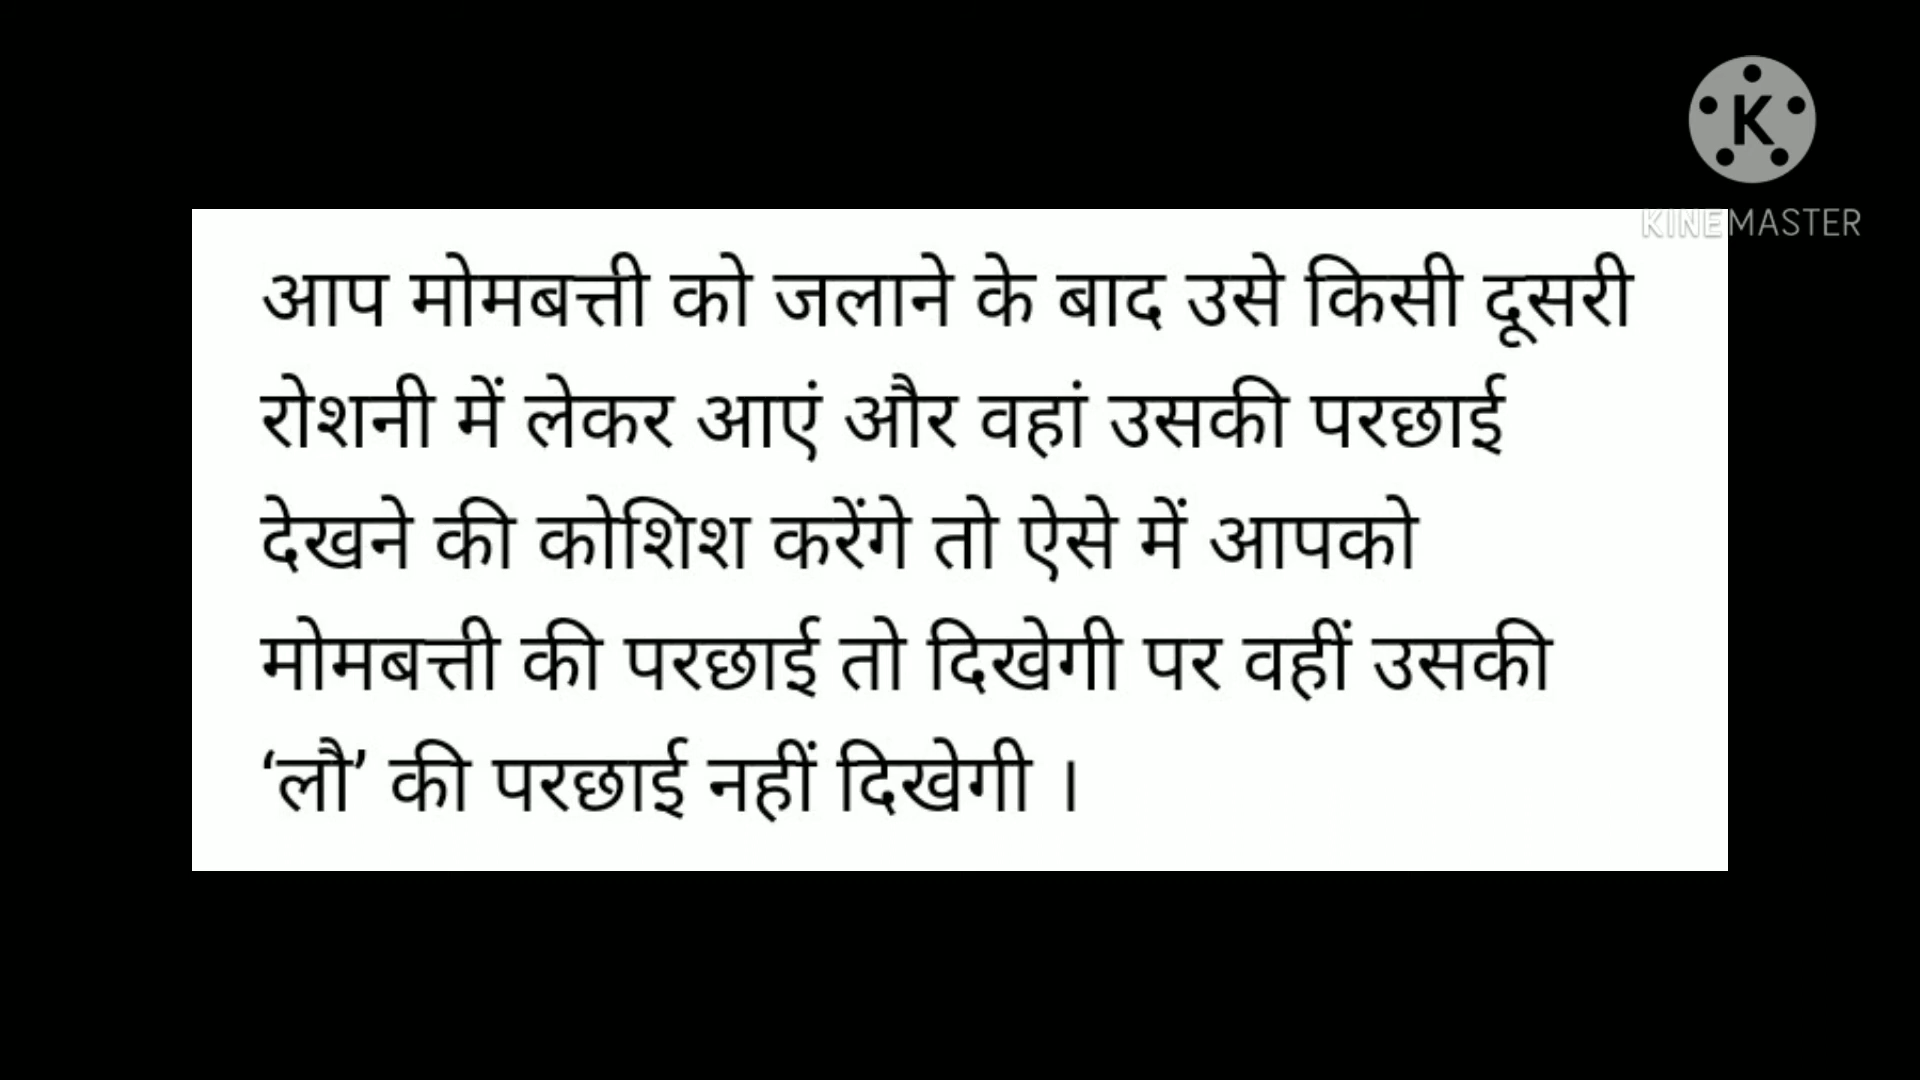 K
KINEMASTER
आप मोमबत्ती को जलाने के बाद उसे किसी दूसरी
रोशनी में लेकर आएं और वहां उसकी परछाई
देखने की कोशिश करेंगे तो ऐसे में आपको
मोमबत्ती की परछाई तो दिखेगी पर वहीं उसकी
‘लौ’ की परछाई नहीं दिखेगी ।